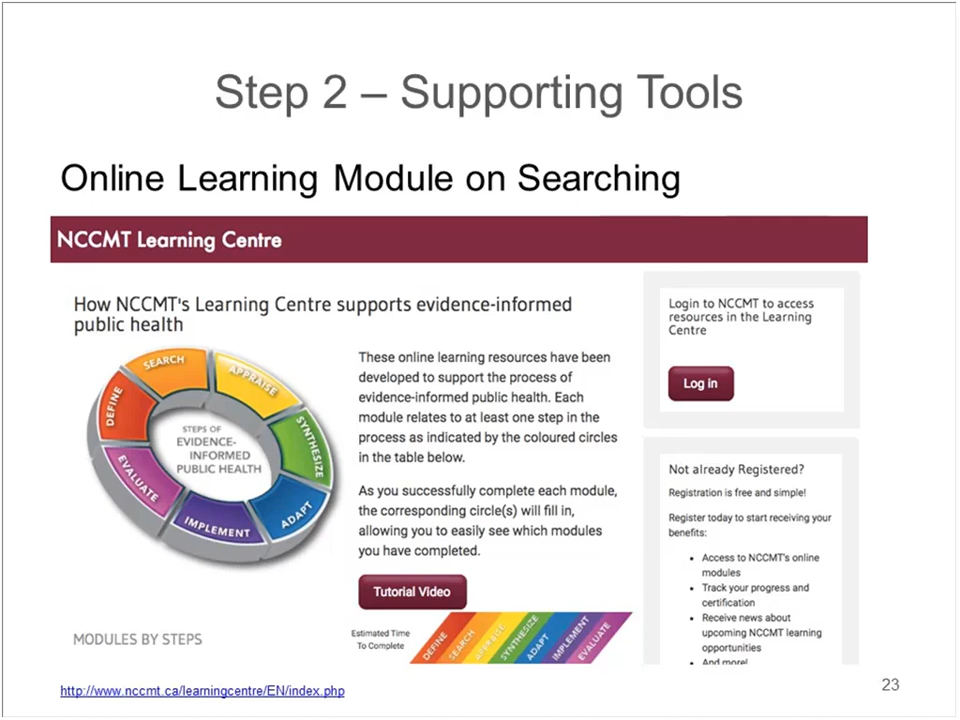 Step 2 – Supporting Tools
Online Learning Module on Searching
NCCMT Learning Centre
How NCCMT's Learning Centre supports evidence-informed
public health
DEFINE
SEARCH
APPRAISE
SYNTHESIZE
ADAPT
IMPLEMENT
EVALUATE
STEPS OF
EVIDENCE-
INFORMED
PUBLIC HEALTH
These online learning resources have been
developed to support the process of
evidence-informed public health. Each
module relates to at least one step in the
process as indicated by the coloured circles
in the table below.
As you successfully complete each module,
the corresponding circle(s) will fill in,
allowing you to easily see which modules
you have completed.
Tutorial Video
MODULES BY STEPS
Estimated Time
To Complete
DEFINE
SEARCH
APPRAISE
SYNTHESIZE
ADAPT
IMPLEMENT
EVALUATE
Login to NCCMT to access
resources in the Learning
Centre
Log in
Not already Registered?
Registration is free and simple!
Register today to start receiving your
benefits:
• Access to NCCMT's online
modules
• Track your progress and
certification
• Receive news about
upcoming NCCMT learning
opportunities
• And more!
http://www.nccmt.ca/learningcentre/EN/index.php
23